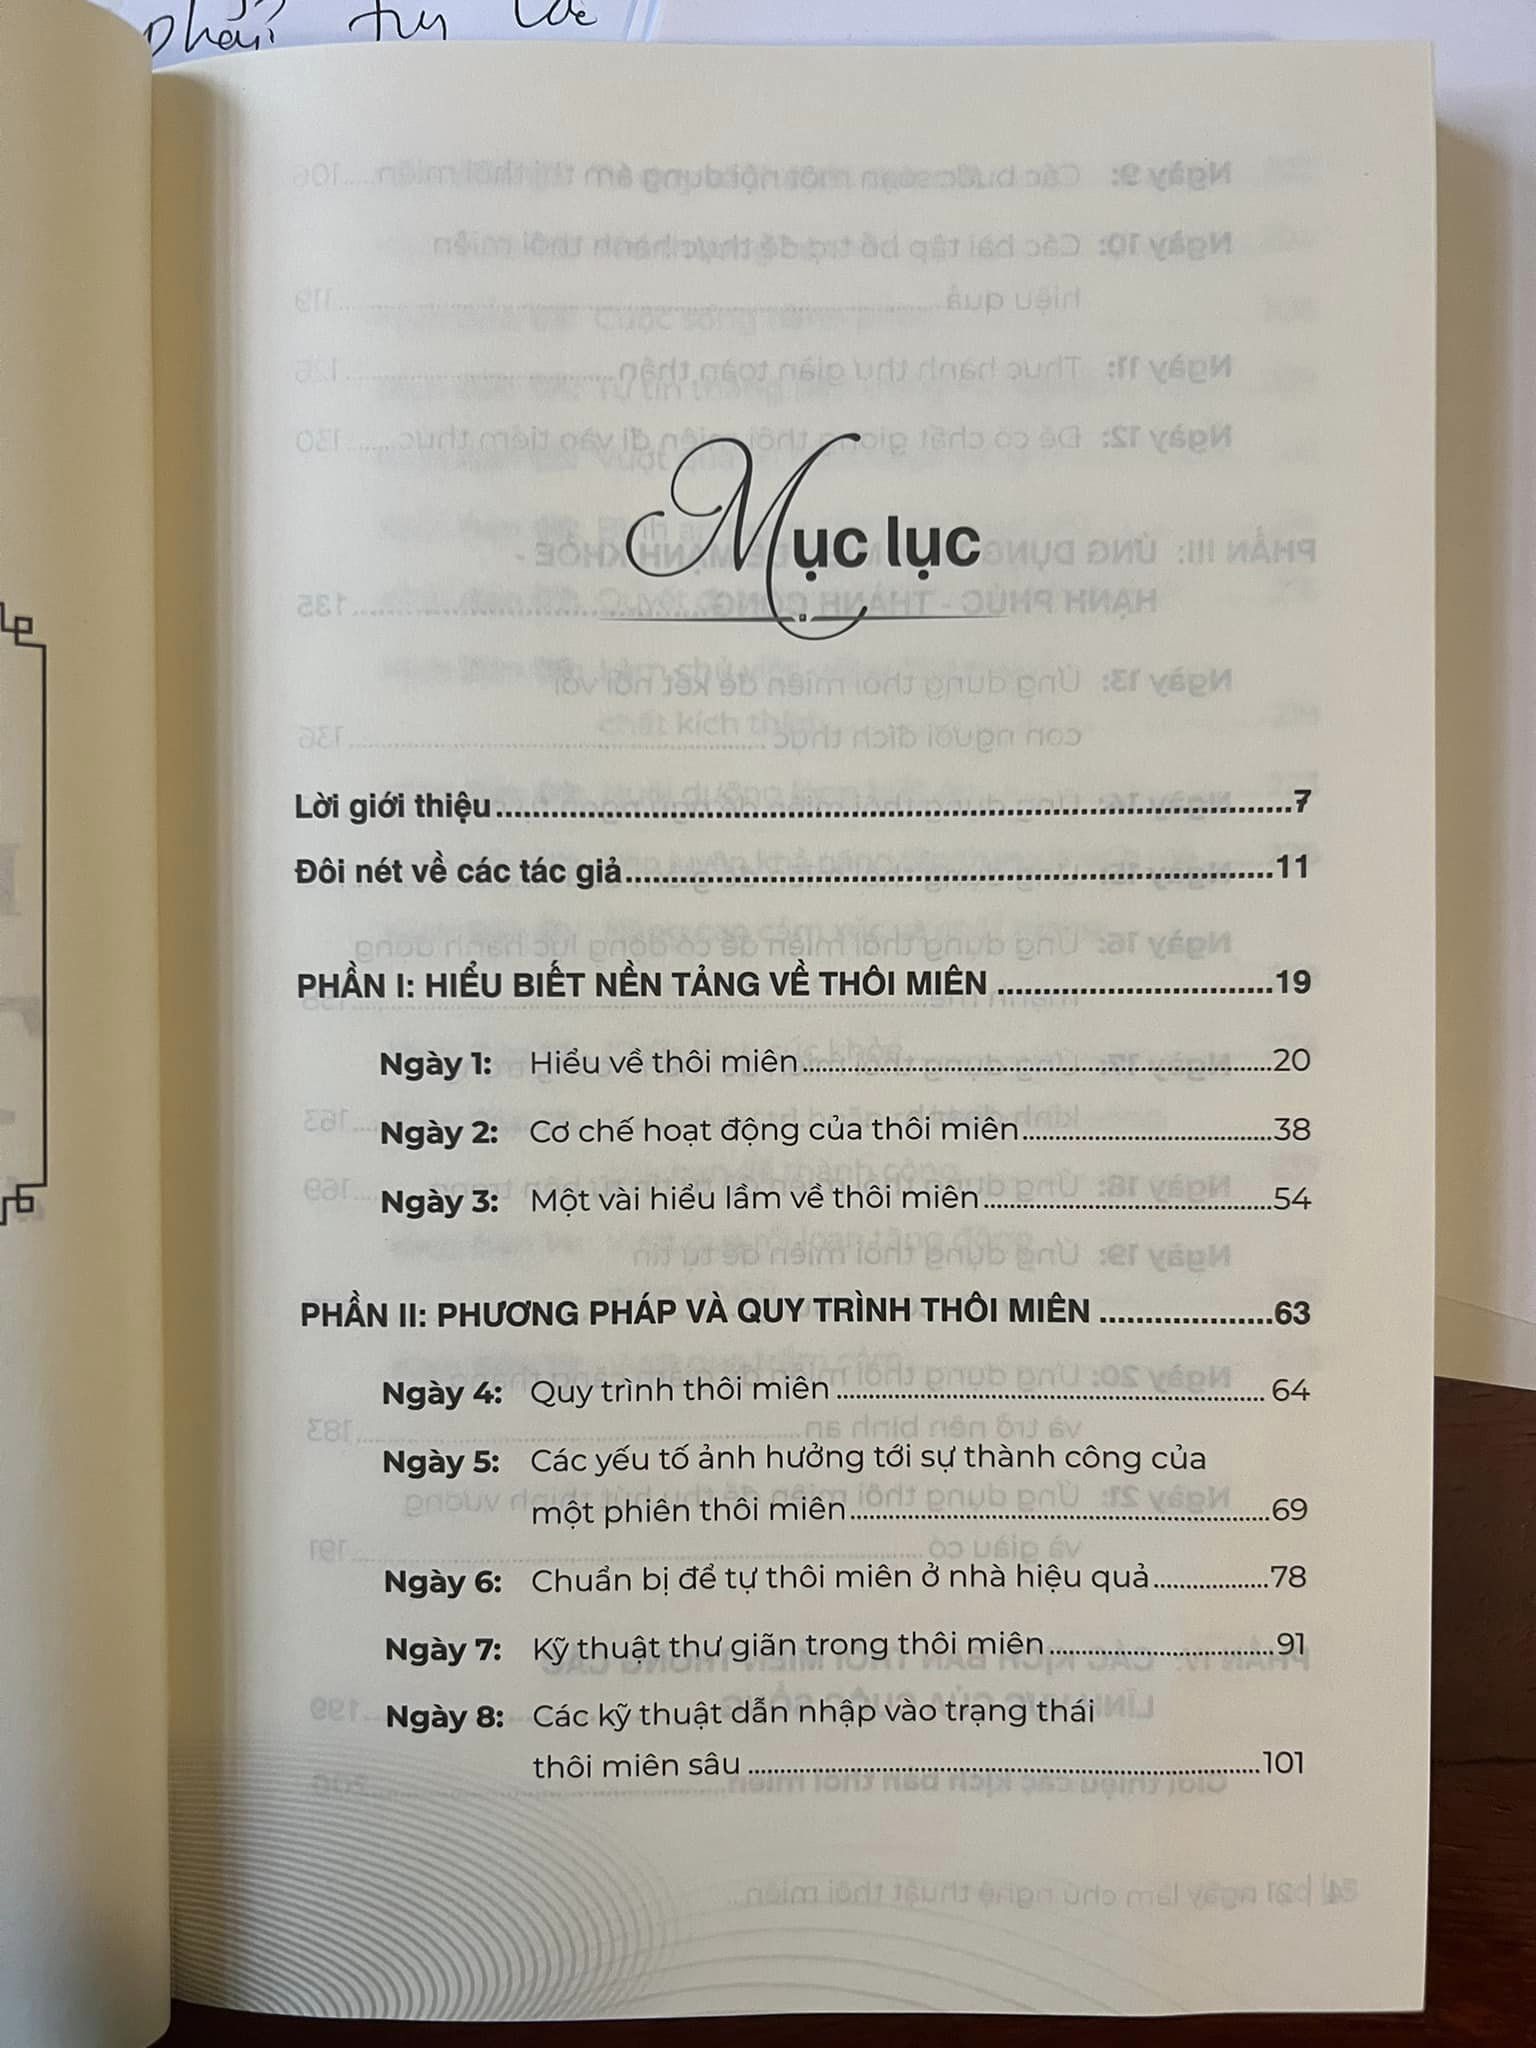 Mục lục
Lời giới thiệu....................7
Đôi nét về các tác giả....................11
PHẦN I: HIỂU BIẾT NỀN TẢNG VỀ THÔI MIÊN....................19
Ngày 1: Hiểu về thôi miên....................20
Ngày 2: Cơ chế hoạt động của thôi miên....................38
Ngày 3: Một vài hiểu lầm về thôi miên....................54
PHẦN II: PHƯƠNG PHÁP VÀ QUY TRÌNH THÔI MIÊN....................63
Ngày 4: Quy trình thôi miên.................... 64
Ngày 5: Các yếu tố ảnh hưởng tới sự thành công của
một phiên thôi miên....................69
Ngày 6: Chuẩn bị để tự thôi miên ở nhà hiệu quả....................78
Ngày 7: Kỹ thuật thư giãn trong thôi miên....................91
Ngày 8: Các kỹ thuật dẫn nhập vào trạng thái
thôi miên sâu....................101